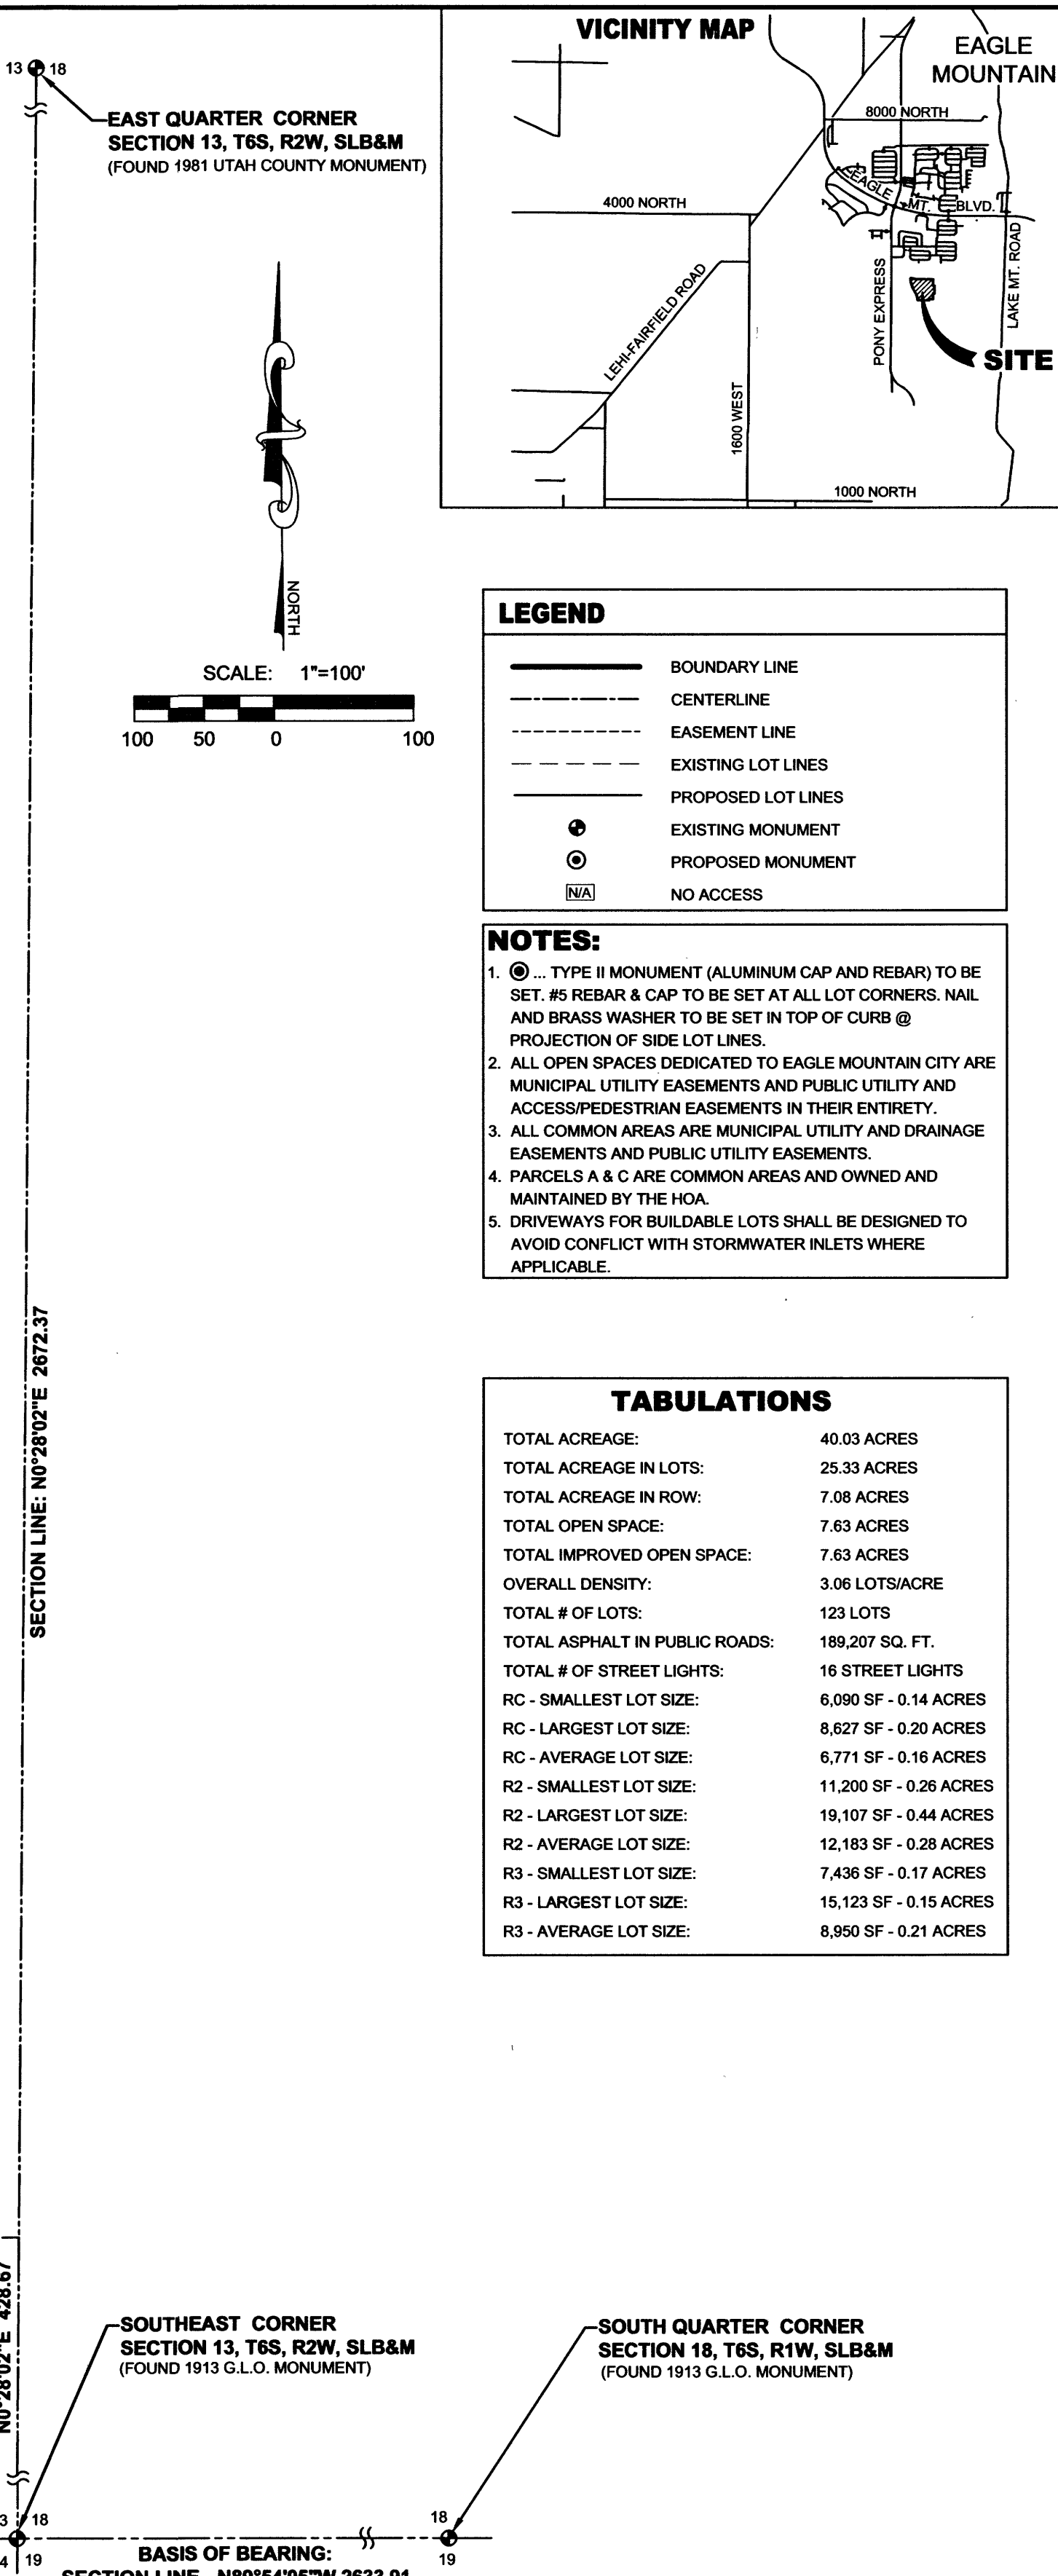 VICINITY MAP
EAGLE
MOUNTAIN
8000 NORTH
EAGLE
MT.
BLVD.
4000 NORTH
LEHI-FAIRFIELD ROAD
PONY EXPRESS
LAKE MT. ROAD
SITE
1600 WEST
1000 NORTH
13 18
EAST QUARTER CORNER
SECTION 13, T6S, R2W, SLB&M
(FOUND 1981 UTAH COUNTY MONUMENT)
NORTH
SCALE: 1"=100'
100 50 0 100
LEGEND
BOUNDARY LINE
CENTERLINE
EASEMENT LINE
EXISTING LOT LINES
PROPOSED LOT LINES
EXISTING MONUMENT
PROPOSED MONUMENT
N/A NO ACCESS
NOTES:
1. ... TYPE II MONUMENT (ALUMINUM CAP AND REBAR) TO BE
SET. #5 REBAR & CAP TO BE SET AT ALL LOT CORNERS. NAIL
AND BRASS WASHER TO BE SET IN TOP OF CURB @
PROJECTION OF SIDE LOT LINES.
2. ALL OPEN SPACES DEDICATED TO EAGLE MOUNTAIN CITY ARE
MUNICIPAL UTILITY EASEMENTS AND PUBLIC UTILITY AND
ACCESS/PEDESTRIAN EASEMENTS IN THEIR ENTIRETY.
3. ALL COMMON AREAS ARE MUNICIPAL UTILITY AND DRAINAGE
EASEMENTS AND PUBLIC UTILITY EASEMENTS.
4. PARCELS A & C ARE COMMON AREAS AND OWNED AND
MAINTAINED BY THE HOA.
5. DRIVEWAYS FOR BUILDABLE LOTS SHALL BE DESIGNED TO
AVOID CONFLICT WITH STORMWATER INLETS WHERE
APPLICABLE.
SECTION LINE: N0°28'02"E 2672.37
TABULATIONS
TOTAL ACREAGE: 40.03 ACRES
TOTAL ACREAGE IN LOTS: 25.33 ACRES
TOTAL ACREAGE IN ROW: 7.08 ACRES
TOTAL OPEN SPACE: 7.63 ACRES
TOTAL IMPROVED OPEN SPACE: 7.63 ACRES
OVERALL DENSITY: 3.06 LOTS/ACRE
TOTAL # OF LOTS: 123 LOTS
TOTAL ASPHALT IN PUBLIC ROADS: 189,207 SQ. FT.
TOTAL # OF STREET LIGHTS: 16 STREET LIGHTS
RC - SMALLEST LOT SIZE: 6,090 SF - 0.14 ACRES
RC - LARGEST LOT SIZE: 8,627 SF - 0.20 ACRES
RC - AVERAGE LOT SIZE: 6,771 SF - 0.16 ACRES
R2 - SMALLEST LOT SIZE: 11,200 SF - 0.26 ACRES
R2 - LARGEST LOT SIZE: 19,107 SF - 0.44 ACRES
R2 - AVERAGE LOT SIZE: 12,183 SF - 0.28 ACRES
R3 - SMALLEST LOT SIZE: 7,436 SF - 0.17 ACRES
R3 - LARGEST LOT SIZE: 15,123 SF - 0.15 ACRES
R3 - AVERAGE LOT SIZE: 8,950 SF - 0.21 ACRES
N0°28'02"E 428.67
SOUTHEAST CORNER
SECTION 13, T6S, R2W, SLB&M
(FOUND 1913 G.L.O. MONUMENT)
SOUTH QUARTER CORNER
SECTION 18, T6S, R1W, SLB&M
(FOUND 1913 G.L.O. MONUMENT)
3 18
4 19
18
19
BASIS OF BEARING:
SECTION LINE